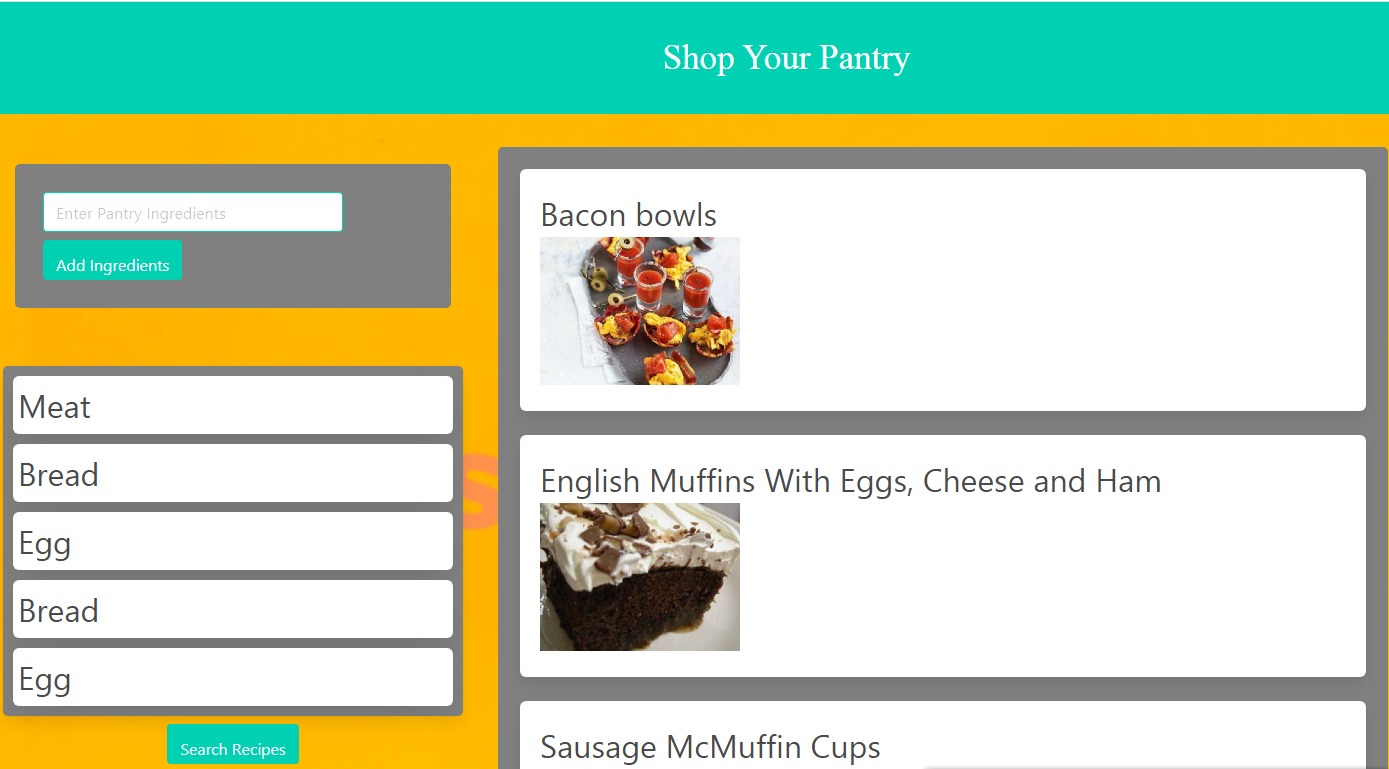 Shop Your Pantry
Enter Pantry Ingredients
Add Ingredients
Meat
Bread
Egg
Bread
Egg
Search Recipes
Bacon bowls
English Muffins With Eggs, Cheese and Ham
Sausage McMuffin Cups